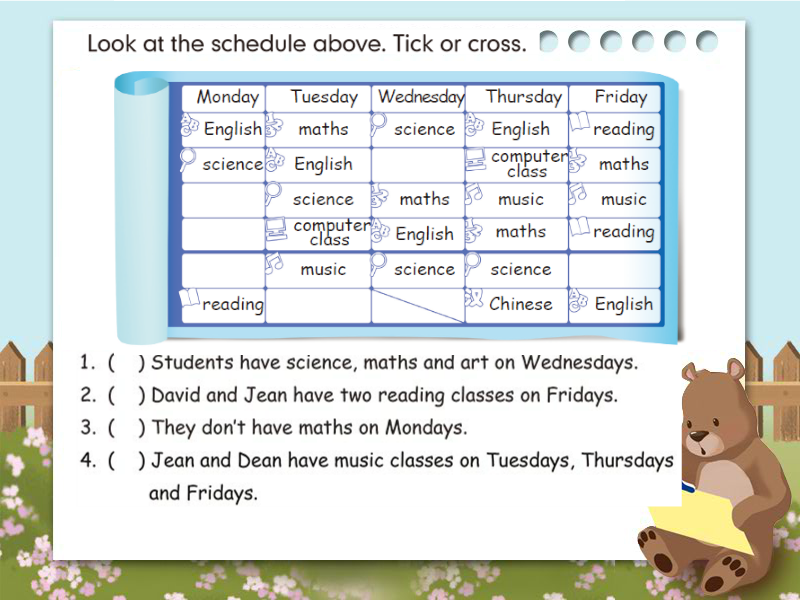 Look at the schedule above. Tick or cross.
Monday Tuesday Wednesday Thursday Friday
English maths science English reading
science English computer class maths
science maths music music
computer class English maths reading
music science science
reading Chinese English
1. ( ) Students have science, maths and art on Wednesdays.
2. ( ) David and Jean have two reading classes on Fridays.
3. ( ) They don't have maths on Mondays.
4. ( ) Jean and Dean have music classes on Tuesdays, Thursdays
and Fridays.